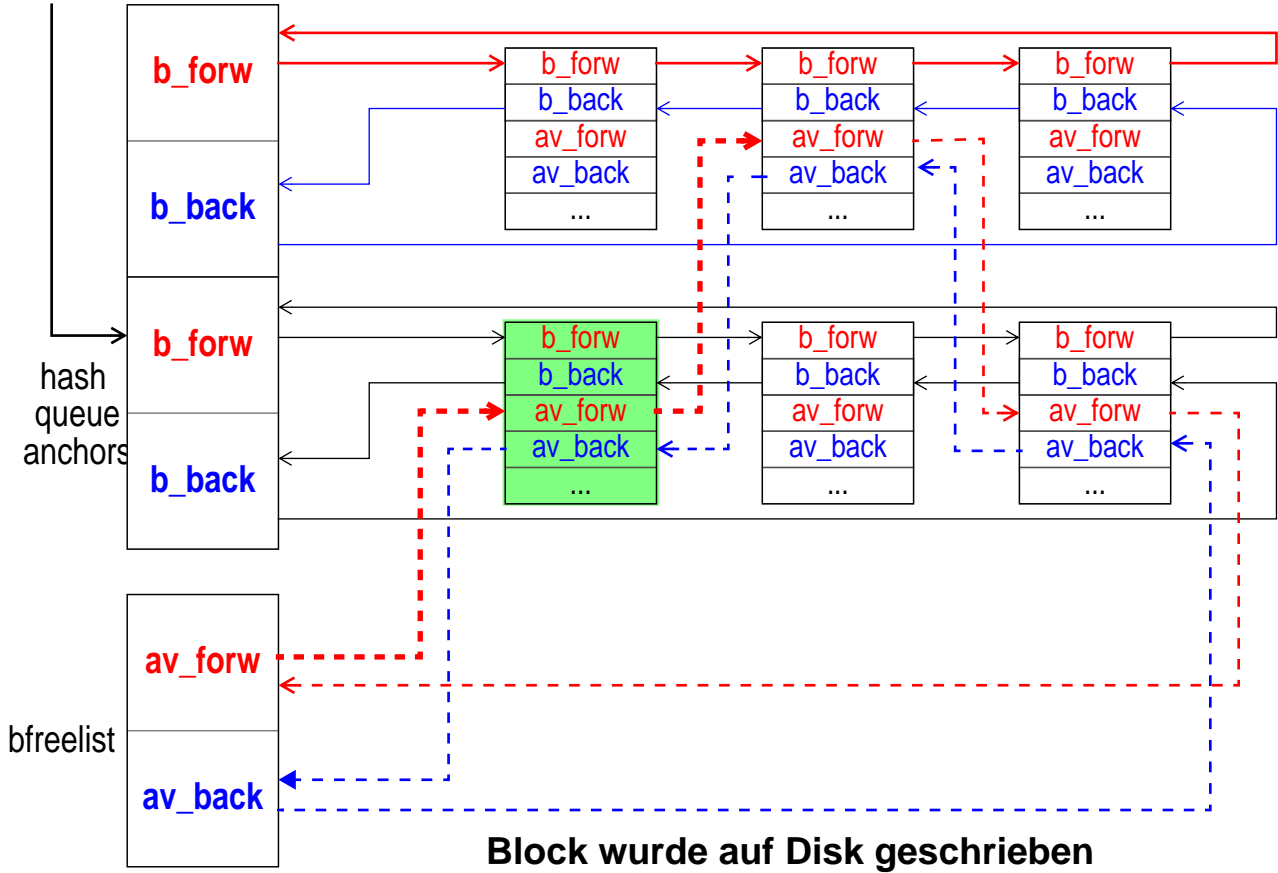 b_forw
b_back
b_forw
b_back
av_forw
av_back
...
b_forw
b_back
av_forw
av_back
...
b_forw
b_back
av_forw
av_back
...
hash
queue
anchors
b_forw
b_back
b_forw
b_back
av_forw
av_back
...
b_forw
b_back
av_forw
av_back
...
b_forw
b_back
av_forw
av_back
...
bfreelist
av_forw
av_back
Block wurde auf Disk geschrieben